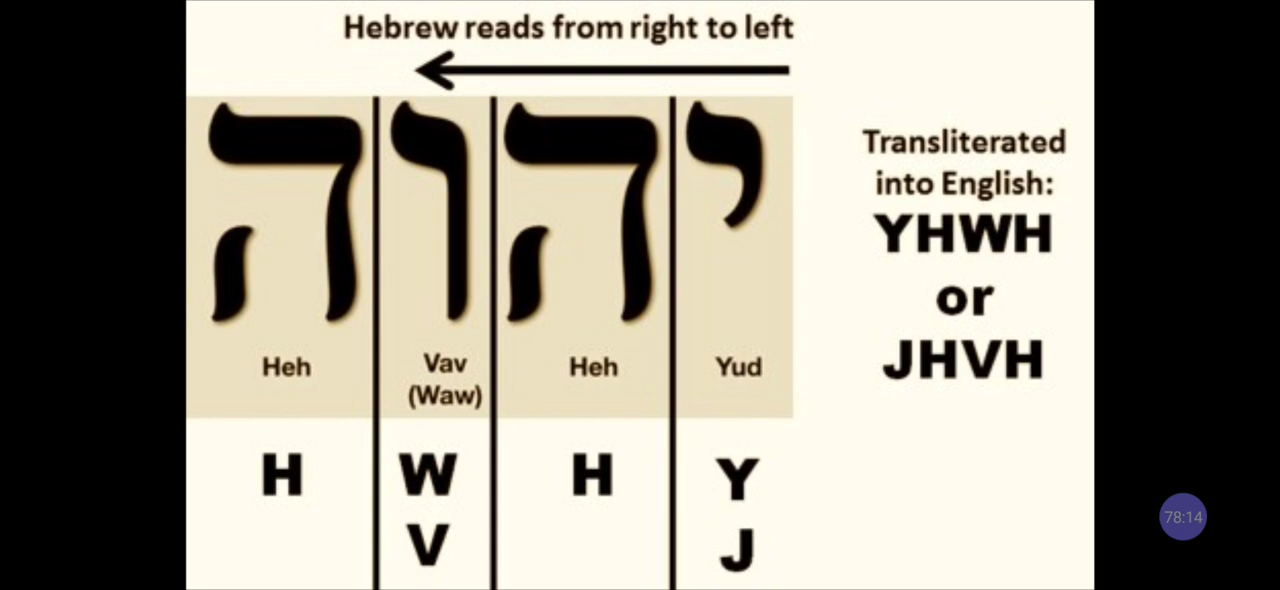 Hebrew reads from right to left
יהוה
Heh
Vav
(Waw)
Heh
Yud
H
W
V
H
Y
J
Transliterated
into English:
YHWH
or
JHVH
78:14